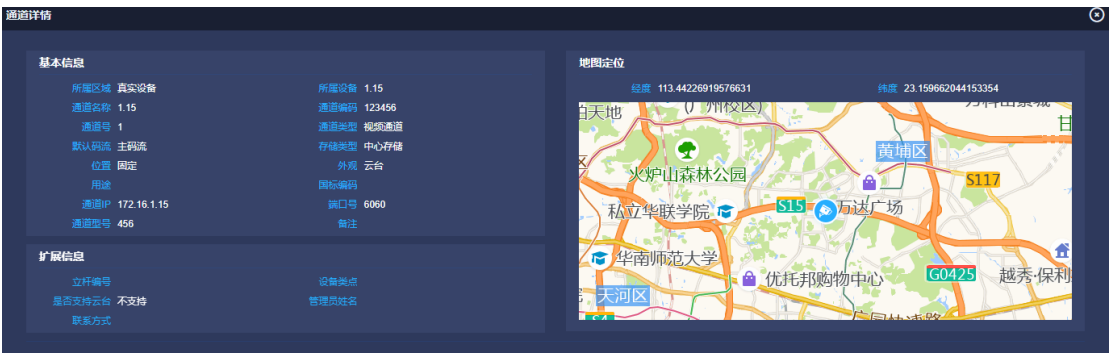 通道详情
基本信息
所属区域 真实设备 所属设备 1.15
通道名称 1.15 通道编码 123456
通道号 1 通道类型 视频通道
默认码流 主码流 存储类型 中心存储
位置 固定 外观 云台
用途 国标编码
通道IP 172.16.1.15 端口号 6060
通道型号 456 备注
扩展信息
立杆编号 设备类点
是否支持云台 不支持 管理员姓名
联系方式
地图定位
经度 113.44226919576631 纬度 23.159662044153354
天地
黄埔区
火炉山森林公园
S117
私立华联学院 S15 万达广场
华南师范大学
优托邦购物中心 G0425 越秀·保利
天河区